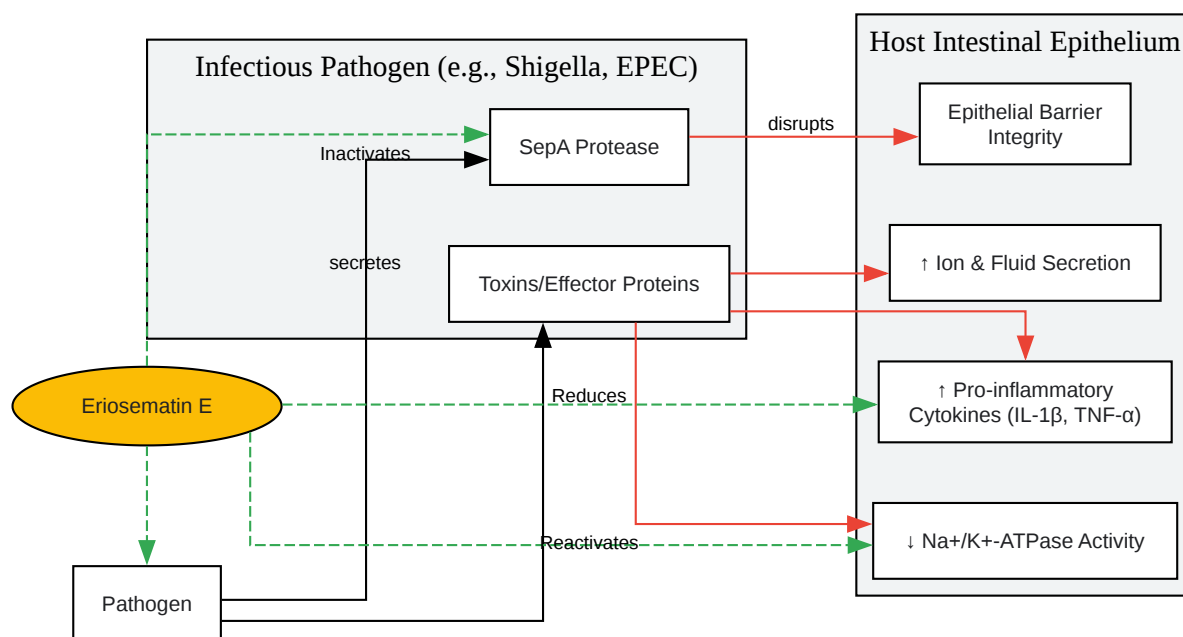 Host Intestinal Epithelium
Infectious Pathogen (e.g., Shigella, EPEC)
Epithelial Barrier
Integrity
disrupts
SepA Protease
Inactivates
secretes
↑ Ion & Fluid Secretion
Toxins/Effector Proteins
↑ Pro-inflammatory
Cytokines (IL-1β, TNF-α)
Reduces
Eriosematin E
Reactivates
↓ Na+/K+-ATPase Activity
Pathogen